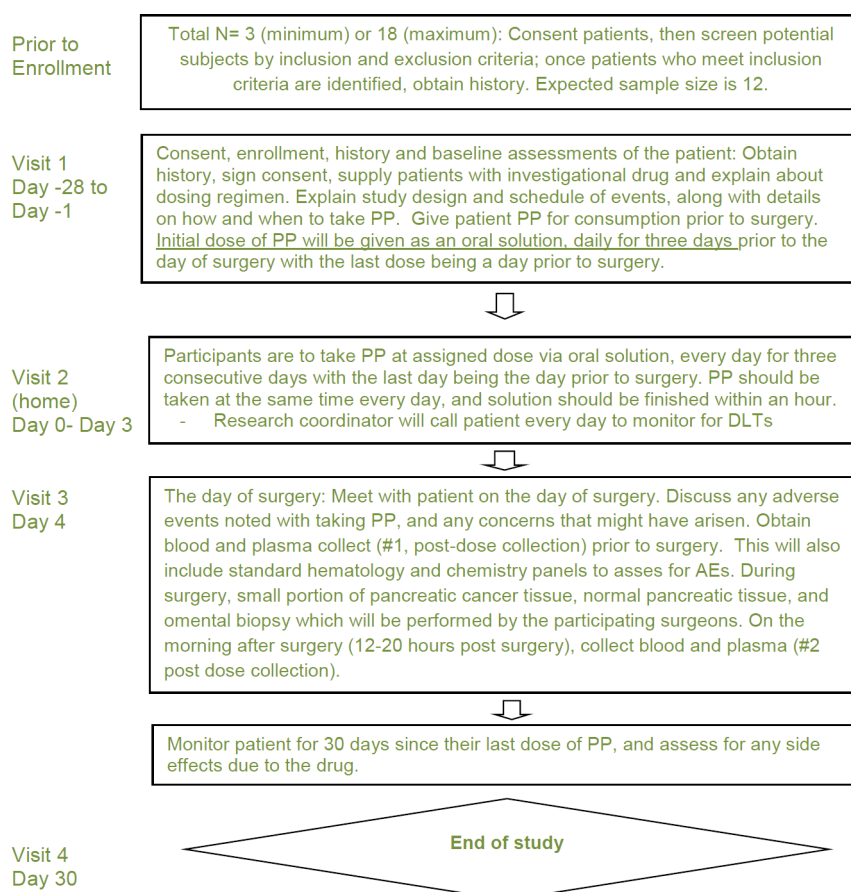 Prior to
Enrollment
Total N= 3 (minimum) or 18 (maximum): Consent patients, then screen potential
subjects by inclusion and exclusion criteria; once patients who meet inclusion
criteria are identified, obtain history. Expected sample size is 12.
Visit 1
Day -28 to
Day -1
Consent, enrollment, history and baseline assessments of the patient: Obtain
history, sign consent, supply patients with investigational drug and explain about
dosing regimen. Explain study design and schedule of events, along with details
on how and when to take PP. Give patient PP for consumption prior to surgery.
Initial dose of PP will be given as an oral solution, daily for three days prior to the
day of surgery with the last dose being a day prior to surgery.
Visit 2
(home)
Day 0- Day 3
Participants are to take PP at assigned dose via oral solution, every day for three
consecutive days with the last day being the day prior to surgery. PP should be
taken at the same time every day, and solution should be finished within an hour.
- Research coordinator will call patient every day to monitor for DLTs
Visit 3
Day 4
The day of surgery: Meet with patient on the day of surgery. Discuss any adverse
events noted with taking PP, and any concerns that might have arisen. Obtain
blood and plasma collect (#1, post-dose collection) prior to surgery. This will also
include standard hematology and chemistry panels to asses for AEs. During
surgery, small portion of pancreatic cancer tissue, normal pancreatic tissue, and
omental biopsy which will be performed by the participating surgeons. On the
morning after surgery (12-20 hours post surgery), collect blood and plasma (#2
post dose collection).
Monitor patient for 30 days since their last dose of PP, and assess for any side
effects due to the drug.
Visit 4
Day 30
End of study